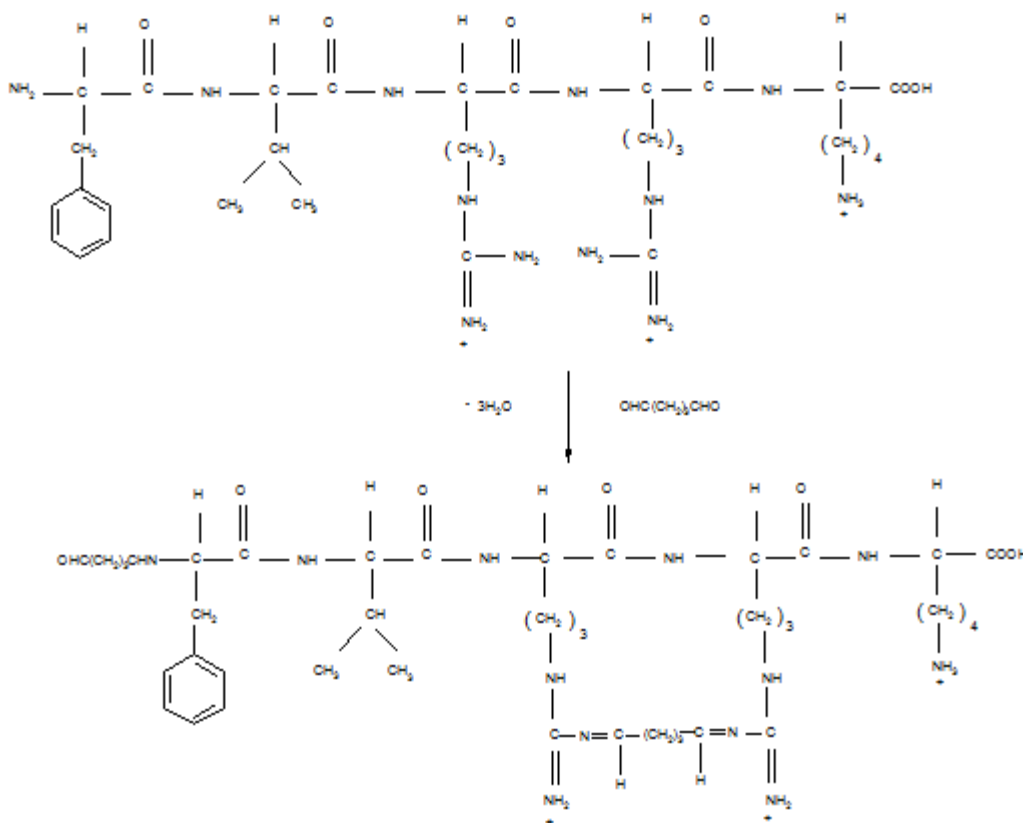 H O H O H O H O H
NH₂ C C NH C C NH C C NH C C NH C COOH
CH₂ CH (CH₂)₃ (CH₂)₃ (CH₂)₄
CH₃ CH₃ NH NH NH₃
+
C NH₂ NH₂ C
NH₂ NH₂
+ +
- 3H₂O OHC(CH₂)₃CHO
H O H O H O H O H
OHC(CH₂)₃CHN C C NH C C NH C C NH C C NH C COOH
CH₂ CH (CH₂)₃ (CH₂)₃ (CH₂)₄
CH₃ CH₃ NH NH NH₃
+
C N C (CH₂)₃ C N C
H H
NH₂ NH₂
+ +